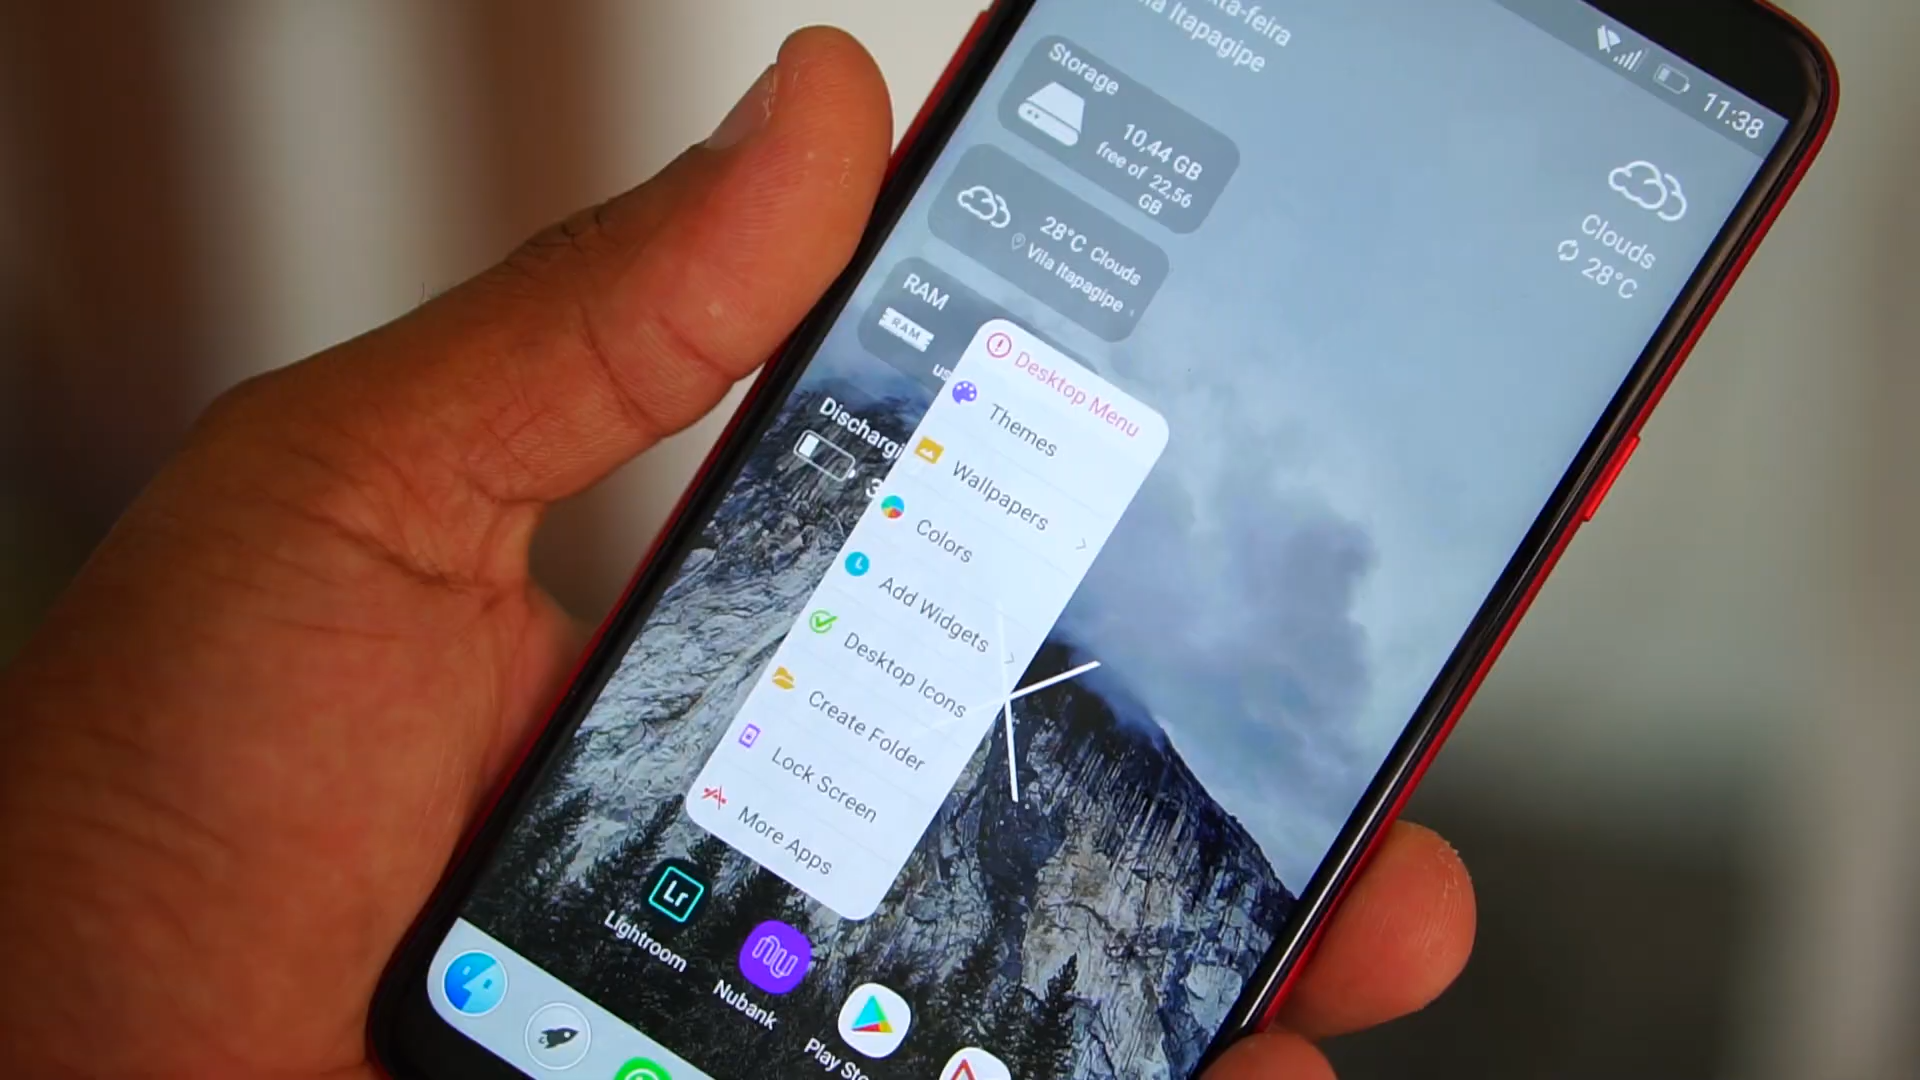 11:38
Itapagipe
Storage
10,44 GB
free of 22,56
GB
Clouds
28°C
28°C Clouds
Vila Itapagipe
RAM
RAM
Desktop Menu
Themes
Wallpapers
Colors
Add Widgets
Desktop Icons
Create Folder
Lock Screen
More Apps
Lr
Lightroom
nu
Nubank
Play